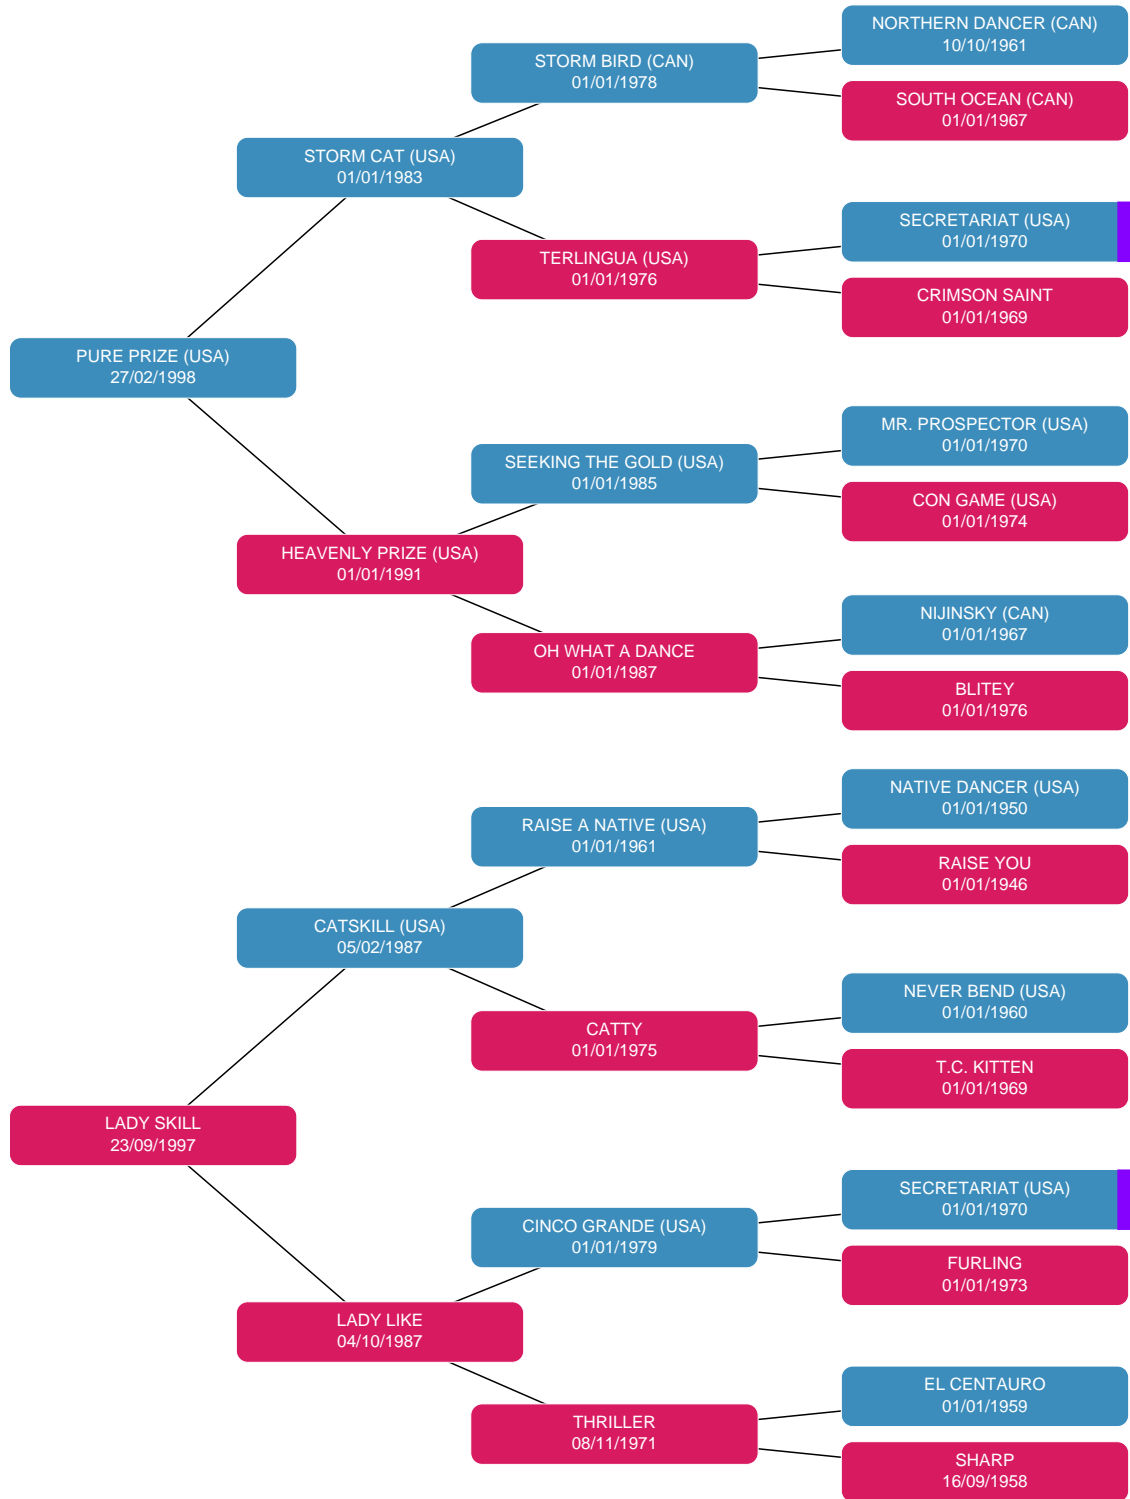 NORTHERN DANCER (CAN)
10/10/1961
STORM BIRD (CAN)
01/01/1978
SOUTH OCEAN (CAN)
01/01/1967
STORM CAT (USA)
01/01/1983
SECRETARIAT (USA)
01/01/1970
TERLINGUA (USA)
01/01/1976
CRIMSON SAINT
01/01/1969
PURE PRIZE (USA)
27/02/1998
MR. PROSPECTOR (USA)
01/01/1970
SEEKING THE GOLD (USA)
01/01/1985
CON GAME (USA)
01/01/1974
HEAVENLY PRIZE (USA)
01/01/1991
NIJINSKY (CAN)
01/01/1967
OH WHAT A DANCE
01/01/1987
BLITEY
01/01/1976
NATIVE DANCER (USA)
01/01/1950
RAISE A NATIVE (USA)
01/01/1961
RAISE YOU
01/01/1946
CATSKILL (USA)
05/02/1987
NEVER BEND (USA)
01/01/1960
CATTY
01/01/1975
T.C. KITTEN
01/01/1969
LADY SKILL
23/09/1997
SECRETARIAT (USA)
01/01/1970
CINCO GRANDE (USA)
01/01/1979
FURLING
01/01/1973
LADY LIKE
04/10/1987
EL CENTAURO
01/01/1959
THRILLER
08/11/1971
SHARP
16/09/1958